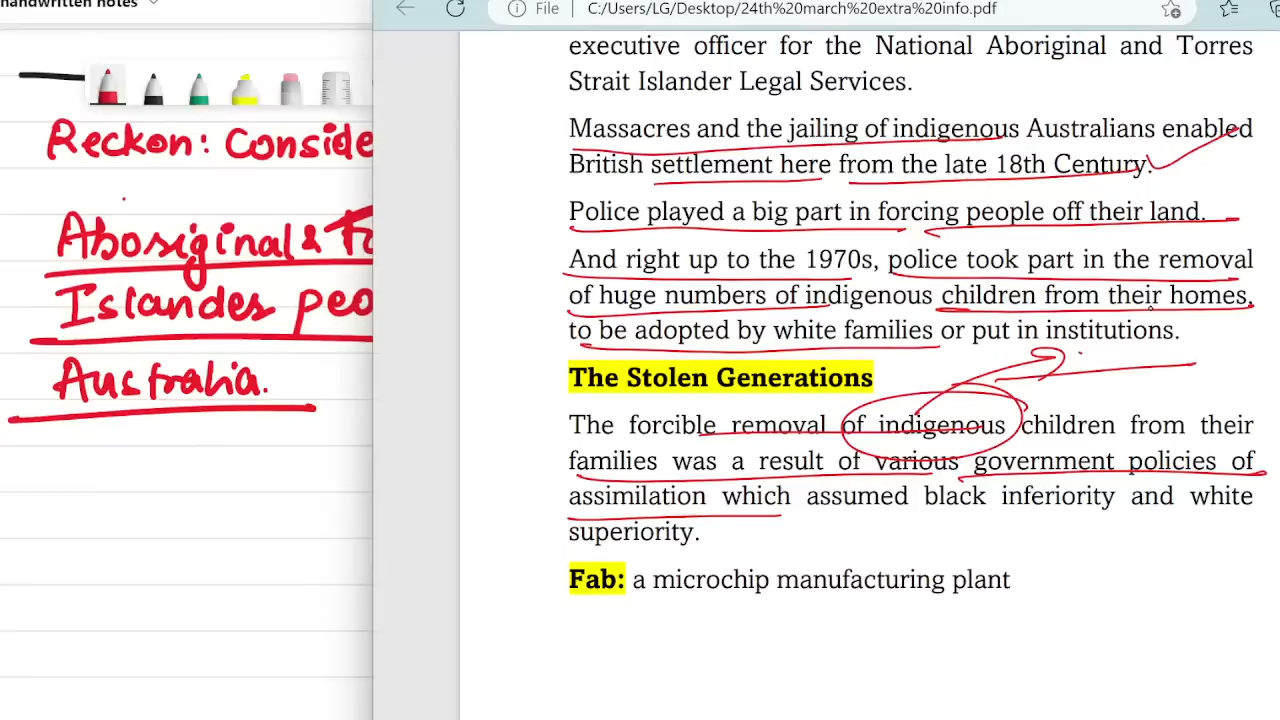 handwritten notes
File
C:/Users/LG/Desktop/24th%20march%20extra%20info.pdf
Reckon: Conside
Aboriginal &
Islandes peo
Australia.
executive officer for the National Aboriginal and Torres
Strait Islander Legal Services.
Massacres and the jailing of indigenous Australians enabled
British settlement here from the late 18th Century.
Police played a big part in forcing people off their land.
And right up to the 1970s, police took part in the removal
of huge numbers of indigenous children from their homes,
to be adopted by white families or put in institutions.
The Stolen Generations
The forcible removal of indigenous children from their
families was a result of various government policies of
assimilation which assumed black inferiority and white
superiority.
Fab: a microchip manufacturing plant